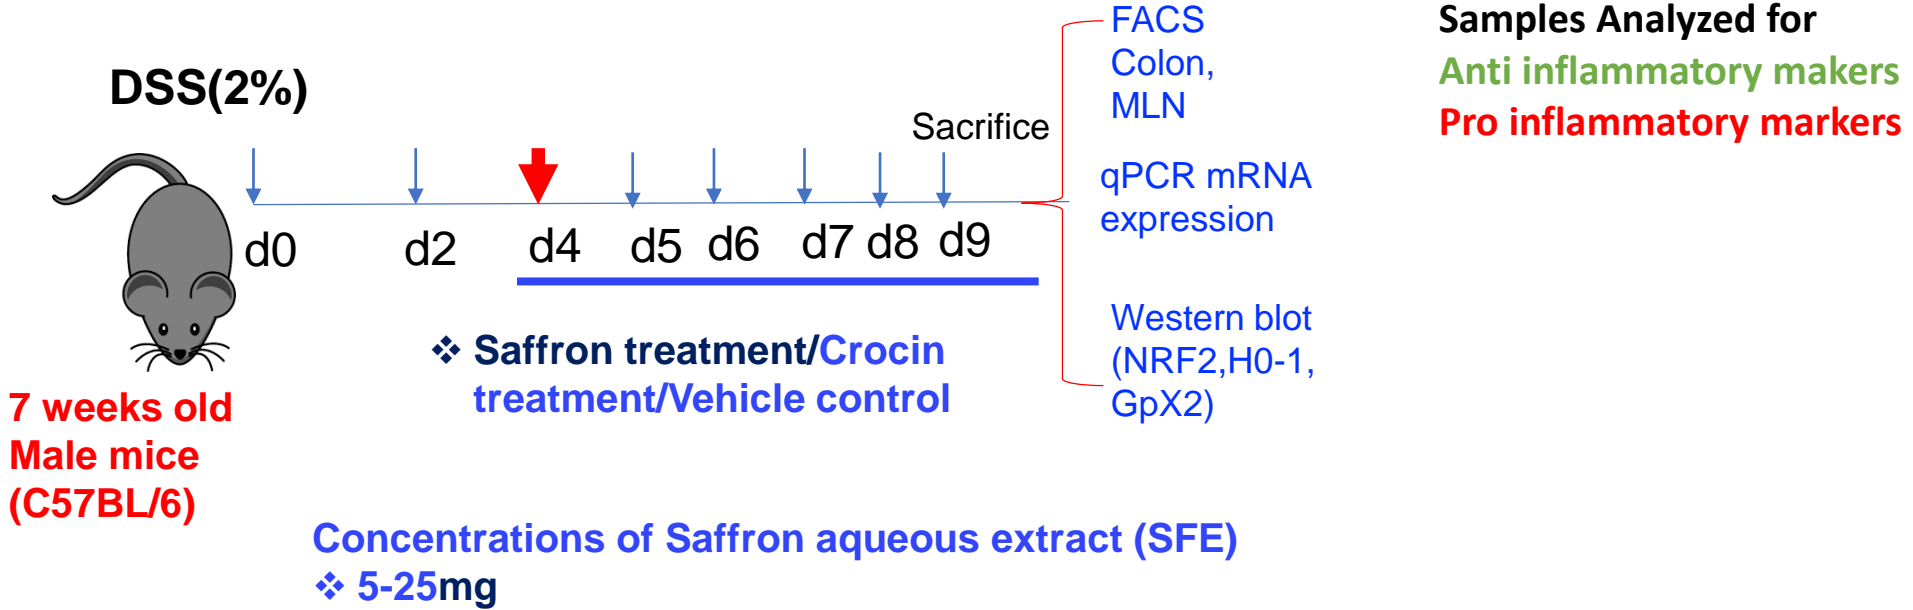 DSS(2%)
Sacrifice
d0 d2 d4 d5 d6 d7 d8 d9
❖ Saffron treatment/Crocin
treatment/Vehicle control
7 weeks old
Male mice
(C57BL/6)
Concentrations of Saffron aqueous extract (SFE)
❖ 5-25mg
FACS
Colon,
MLN
qPCR mRNA
expression
Western blot
(NRF2,H0-1,
GpX2)
Samples Analyzed for
Anti inflammatory makers
Pro inflammatory markers